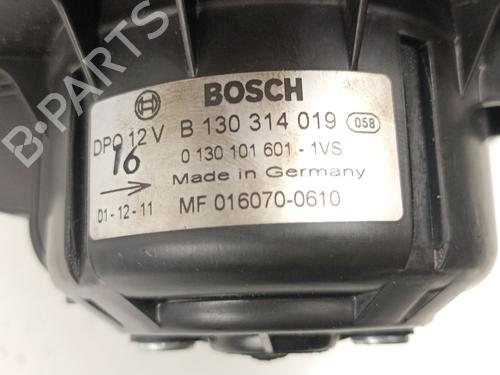 B-PARTS
BOSCH
DPO 12 V B 130 314 019 058
16 0 130 101 601 - 1VS
Made in Germany
01-12-11 MF 016070-0610